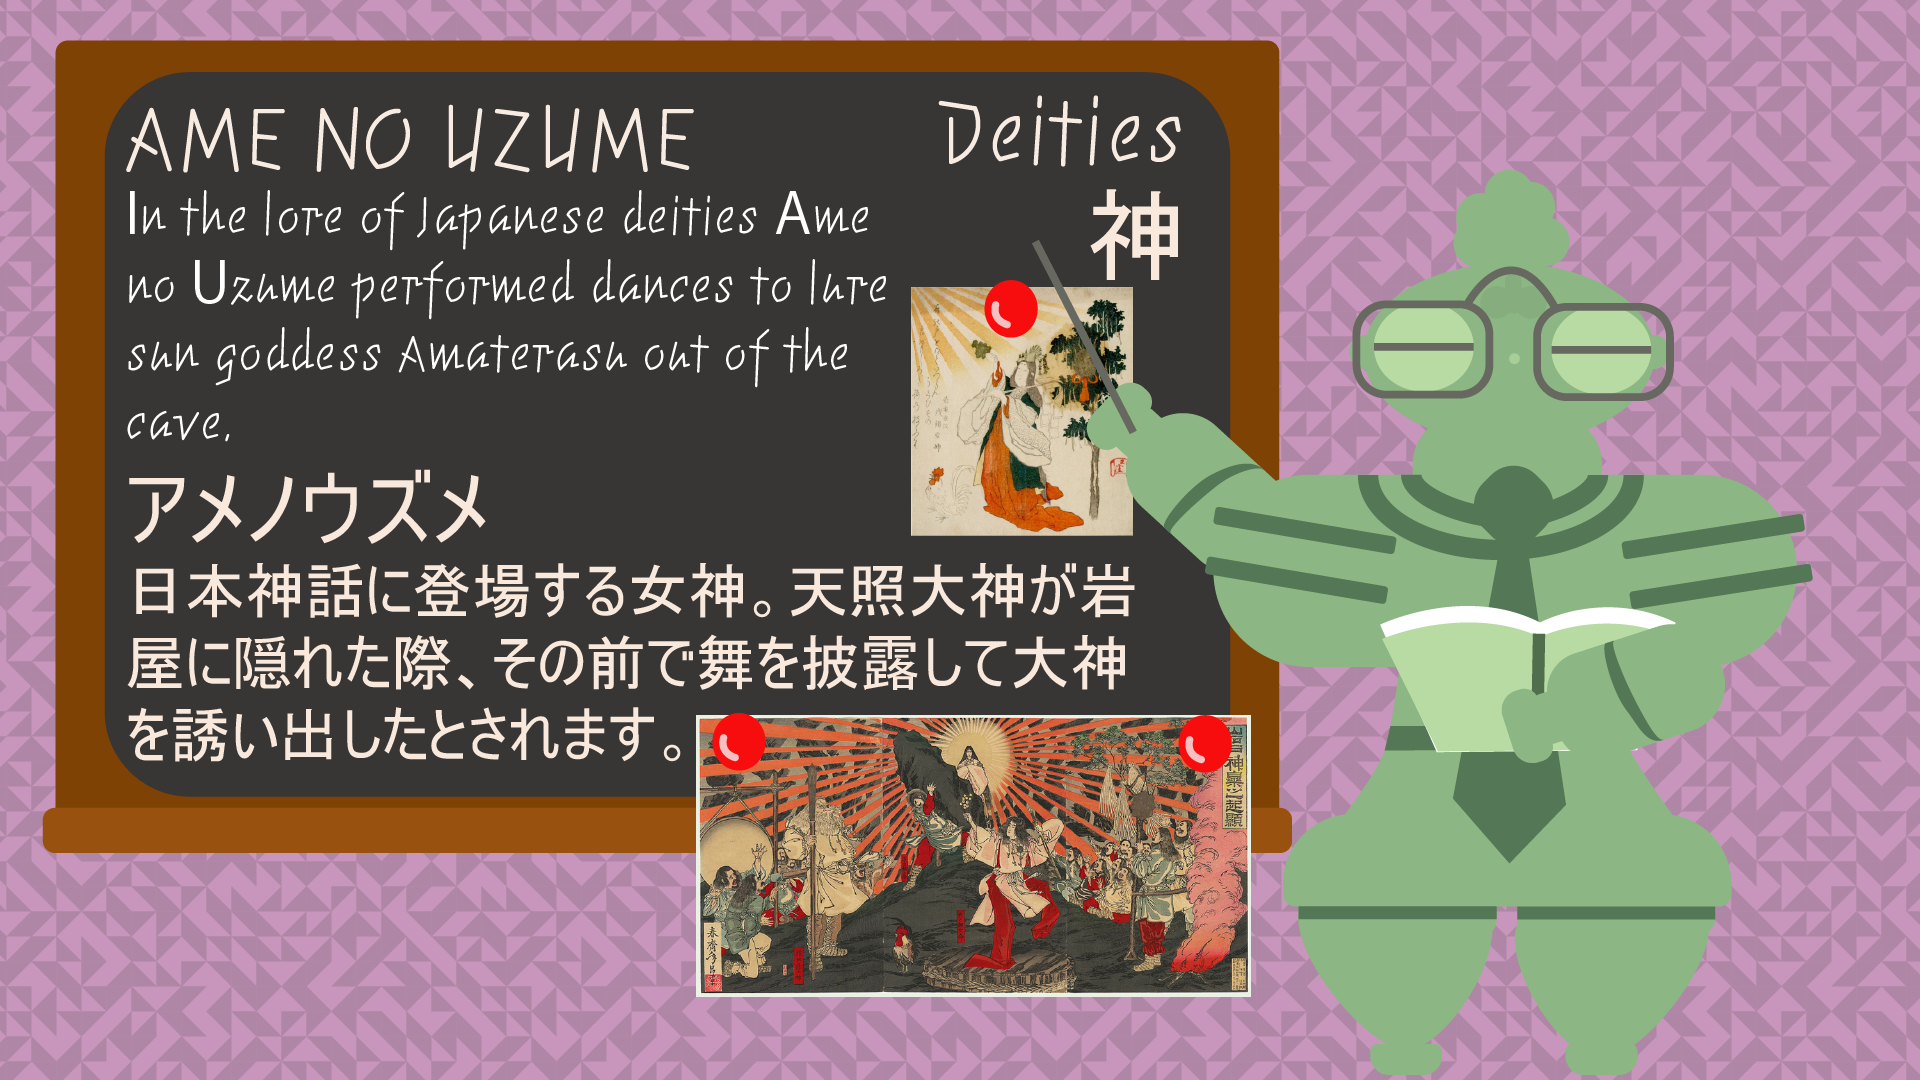 AME NO UZUME
Deities
神
In the lore of Japanese deities Ame
no Uzume performed dances to lure
sun goddess Amaterasu out of the
cave.
アメノウズメ
日本神話に登場する女神。天照大神が岩
屋に隠れた際、その前で舞を披露して大神
を誘い出したとされます。